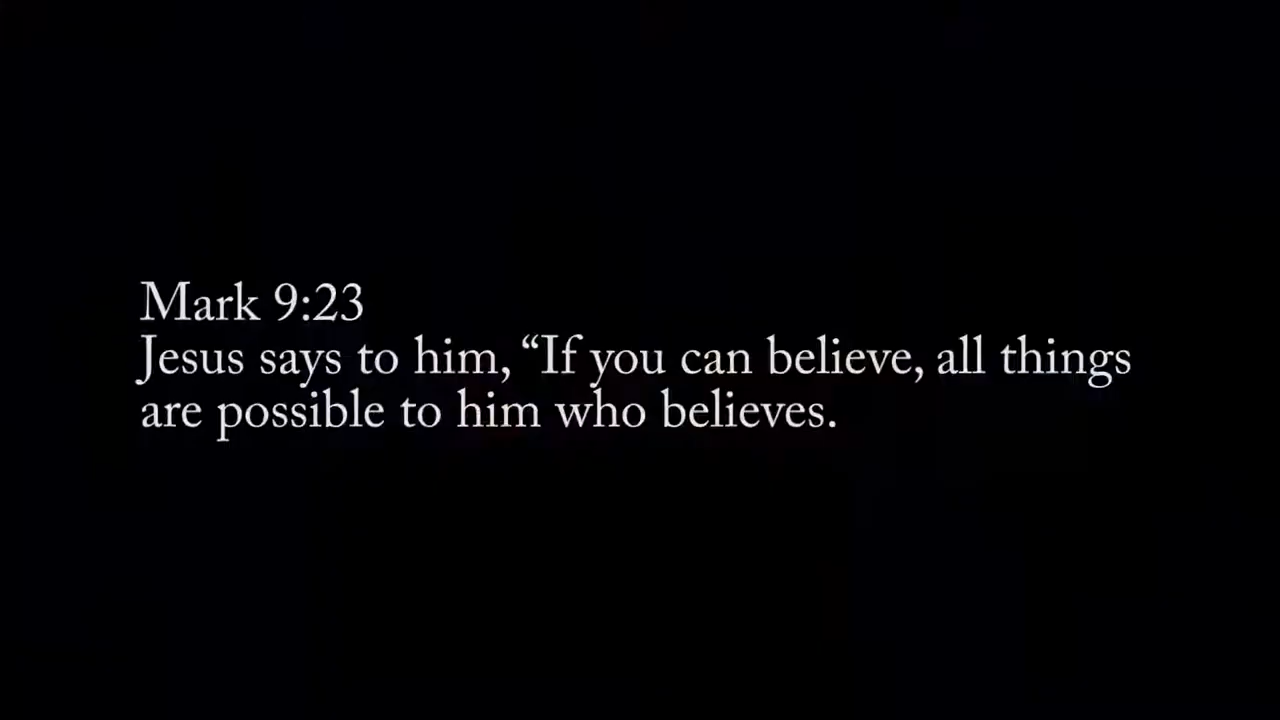 Mark 9:23
Jesus says to him, “If you can believe, all things
are possible to him who believes.